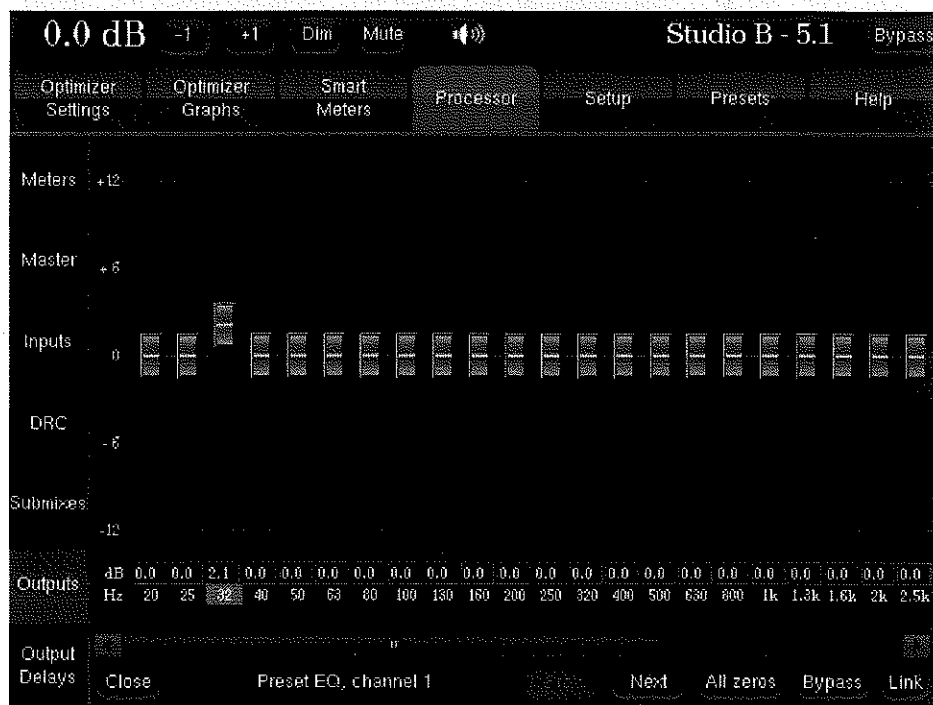 0.0 dB -1 +1 Dim Mute Studio B - 5.1 Bypass
Optimizer Settings
Optimizer Graphs
Smart Meters
Processor
Setup
Presets
Help
Meters
Master
Inputs
DRC
Submixes
Outputs
Output Delays
+12
+6
0
-6
-12
dB 0.0 0.0 2.1 0.0 0.0 0.0 0.0 0.0 0.0 0.0 0.0 0.0 0.0 0.0 0.0 0.0 0.0 0.0 0.0 0.0 0.0 0.0
Hz 20 25 32 40 50 63 80 100 130 160 200 250 320 400 500 630 800 1k 1.3k 1.6k 2k 2.5k
Close Preset EQ, channel 1 Next All zeros Bypass Link